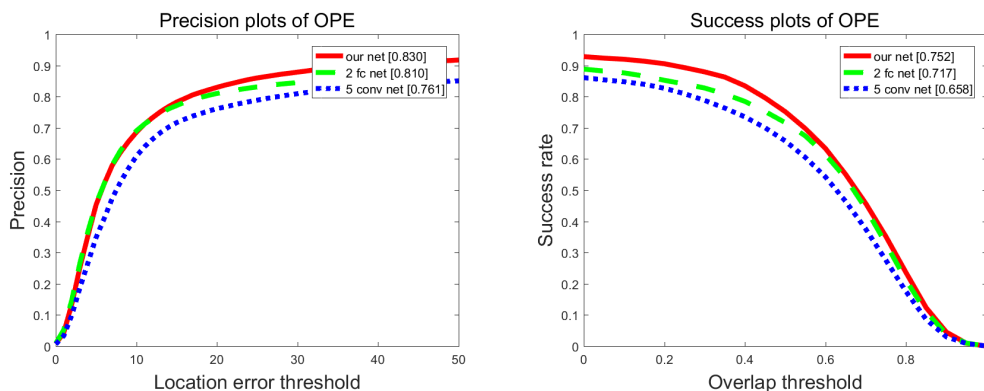 Precision plots of OPE
1
0.9
0.8
0.7
0.6
0.5
0.4
0.3
0.2
0.1
0
Precision
our net [0.830]
2 fc net [0.810]
5 conv net [0.761]
0 10 20 30 40 50
Location error threshold
Success plots of OPE
1
0.9
0.8
0.7
0.6
0.5
0.4
0.3
0.2
0.1
0
Success rate
our net [0.752]
2 fc net [0.717]
5 conv net [0.658]
0 0.2 0.4 0.6 0.8
Overlap threshold